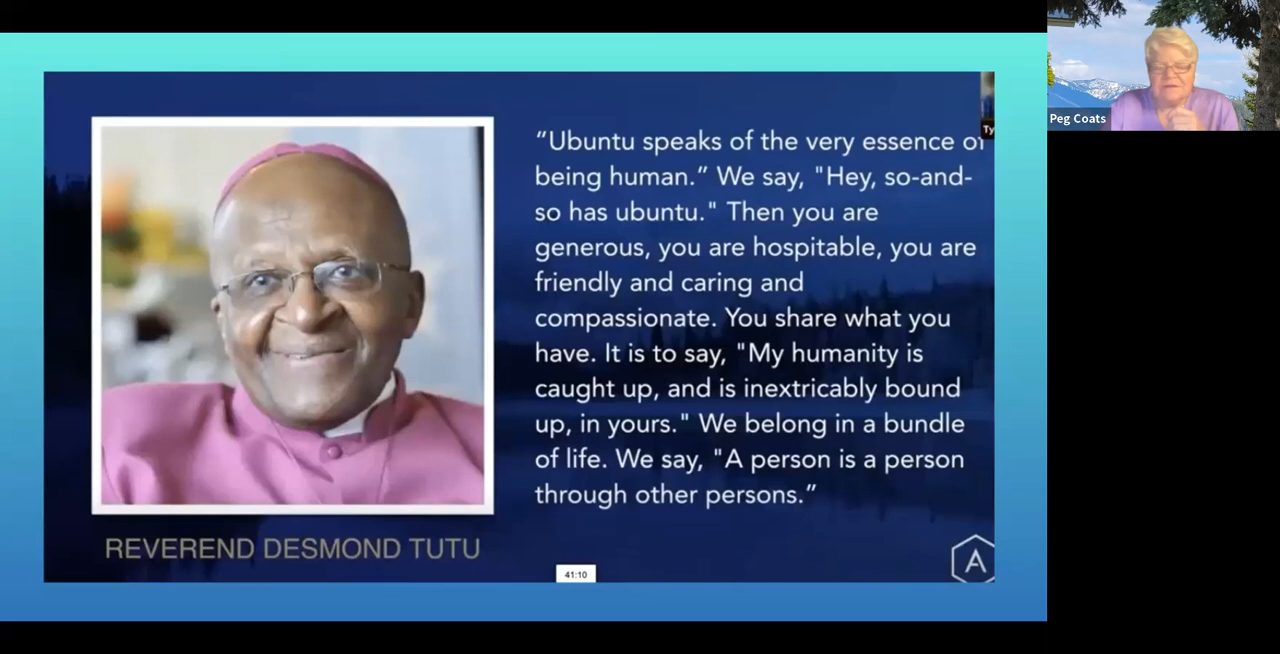 “Ubuntu speaks of the very essence of
being human.” We say, "Hey, so-and-
so has ubuntu." Then you are
generous, you are hospitable, you are
friendly and caring and
compassionate. You share what you
have. It is to say, "My humanity is
caught up, and is inextricably bound
up, in yours." We belong in a bundle
of life. We say, "A person is a person
through other persons.”
REVEREND DESMOND TUTU
41:10
A
Ty
Peg Coats